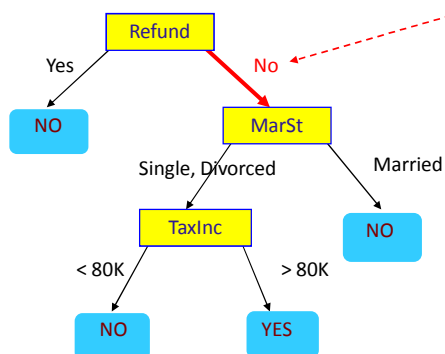 Refund
Yes
No
NO
MarSt
Single, Divorced
Married
TaxInc
NO
< 80K
> 80K
NO
YES